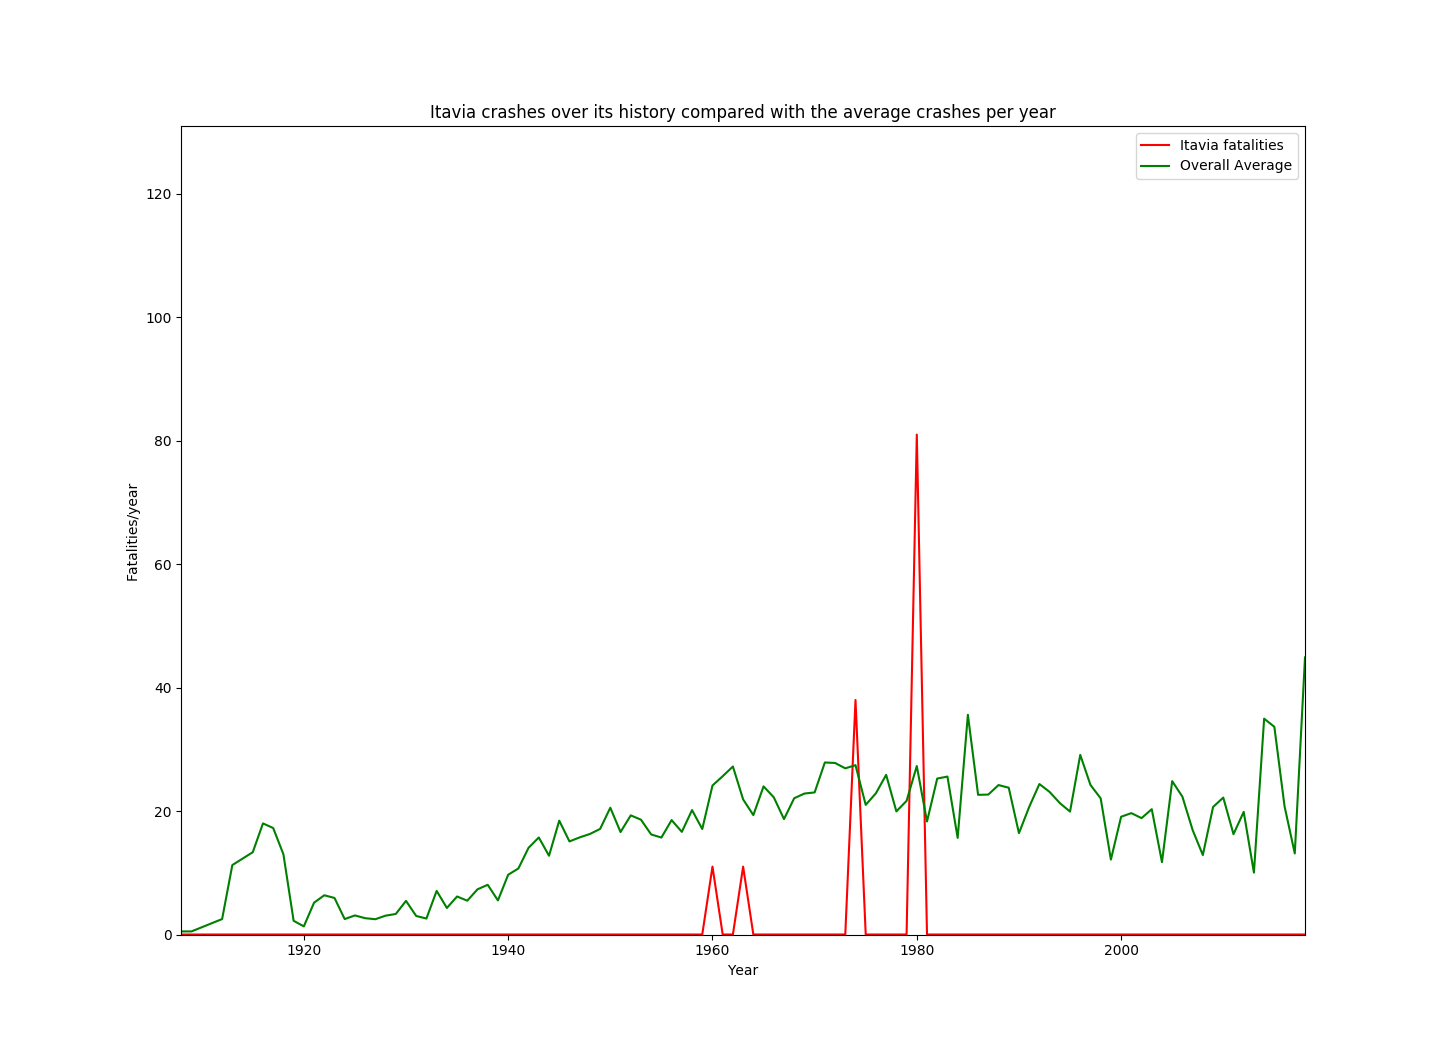 Itavia crashes over its history compared with the average crashes per year
Itavia fatalities
Overall Average
120
100
80
60
40
20
0
Fatalities/year
1920 1940 1960 1980 2000
Year